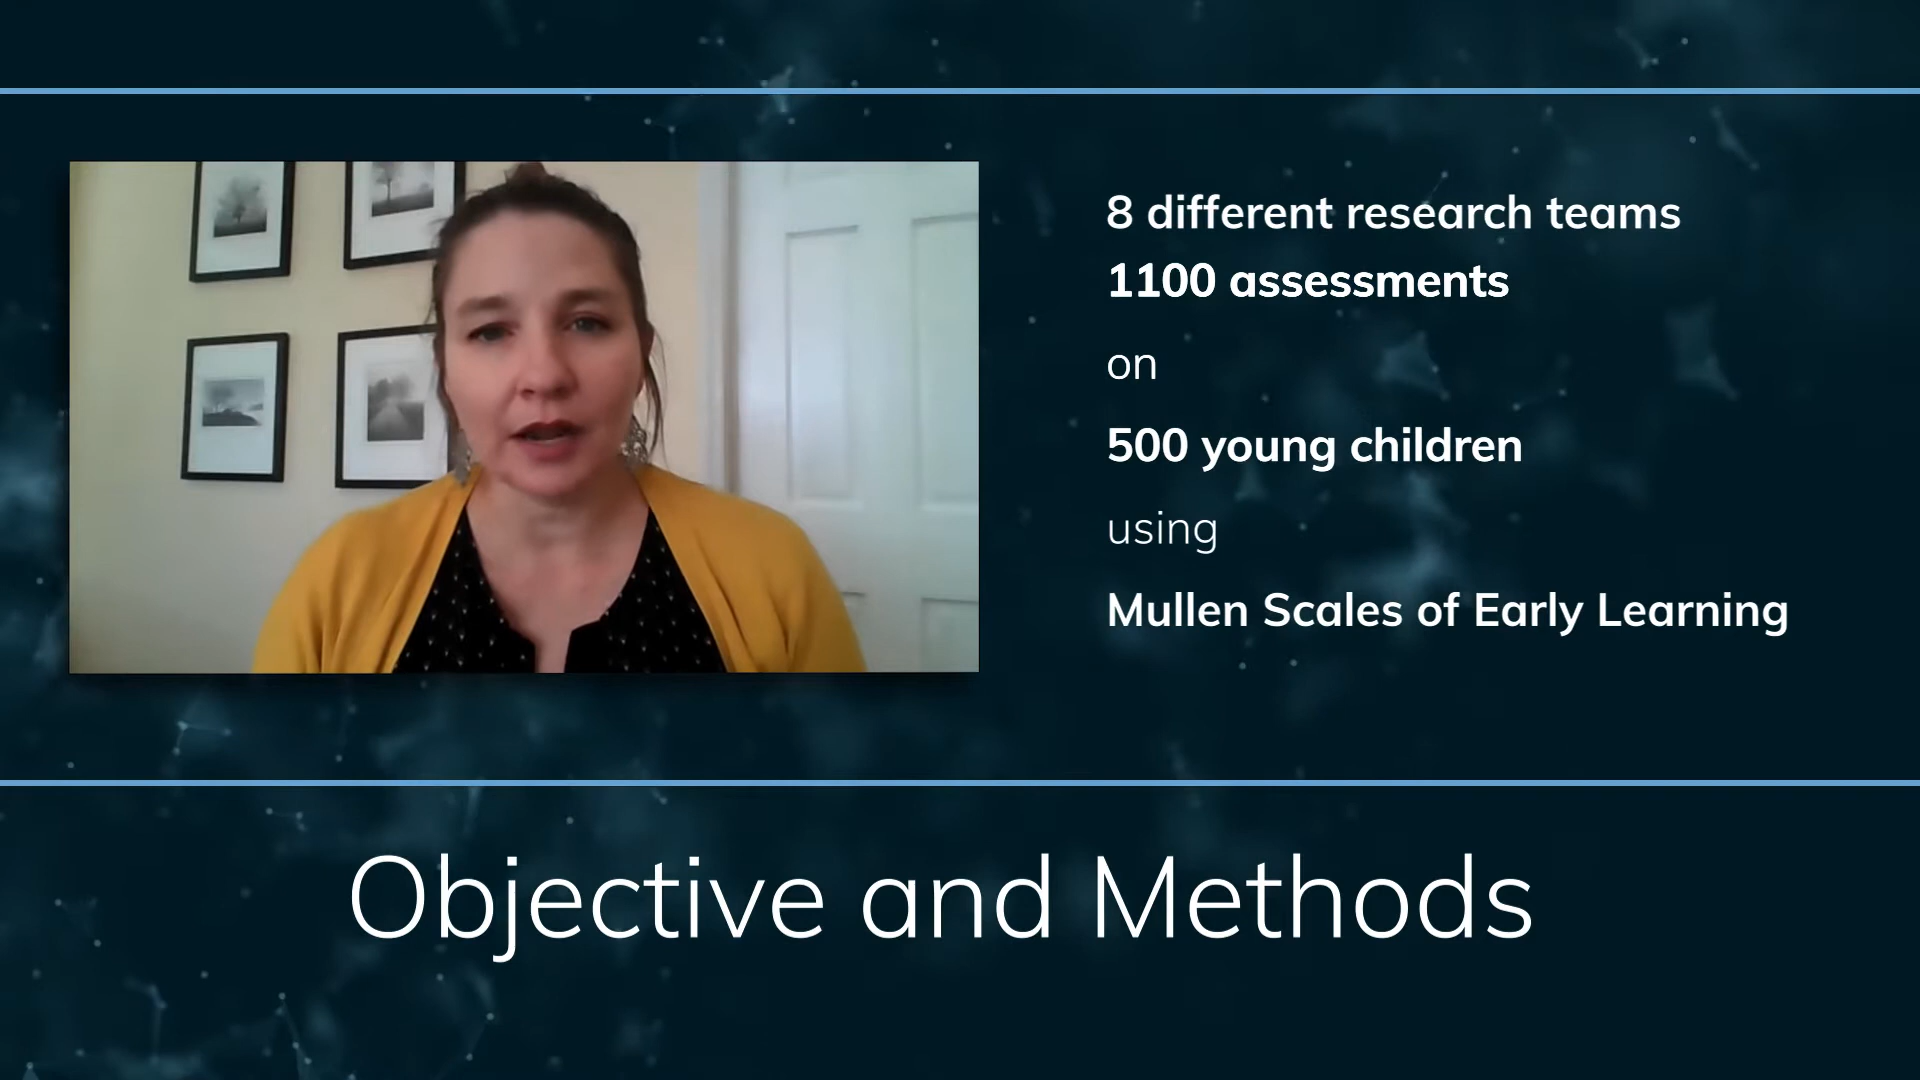 8 different research teams
1100 assessments
on
500 young children
using
Mullen Scales of Early Learning
Objective and Methods